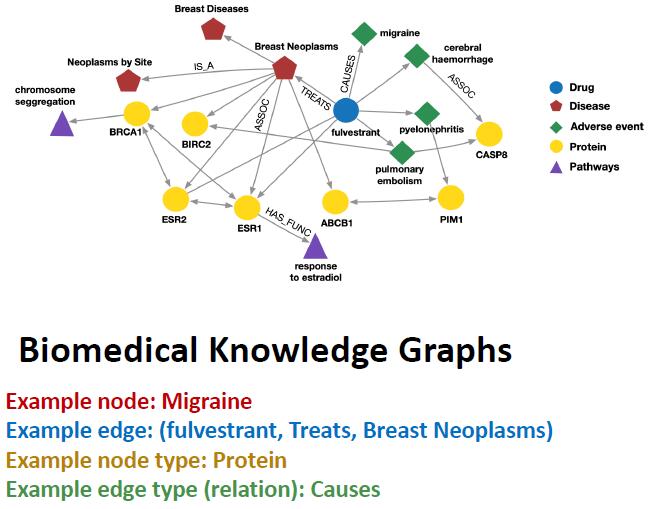 Breast Diseases
migraine
Breast Neoplasms
cerebral
haemorrhage
Neoplasms by Site
IS_A
CAUSES
ASSOC
chromosome
seggregation
TREATS
Drug
ASSOC
Disease
BRCA1
fulvestrant
pyelonephritis
Adverse event
BIRC2
CASP8
Protein
pulmonary
embolism
Pathways
ESR2
ESR1
HAS_FUNC
ABCB1
PIM1
response
to estradiol
Biomedical Knowledge Graphs
Example node: Migraine
Example edge: (fulvestrant, Treats, Breast Neoplasms)
Example node type: Protein
Example edge type (relation): Causes